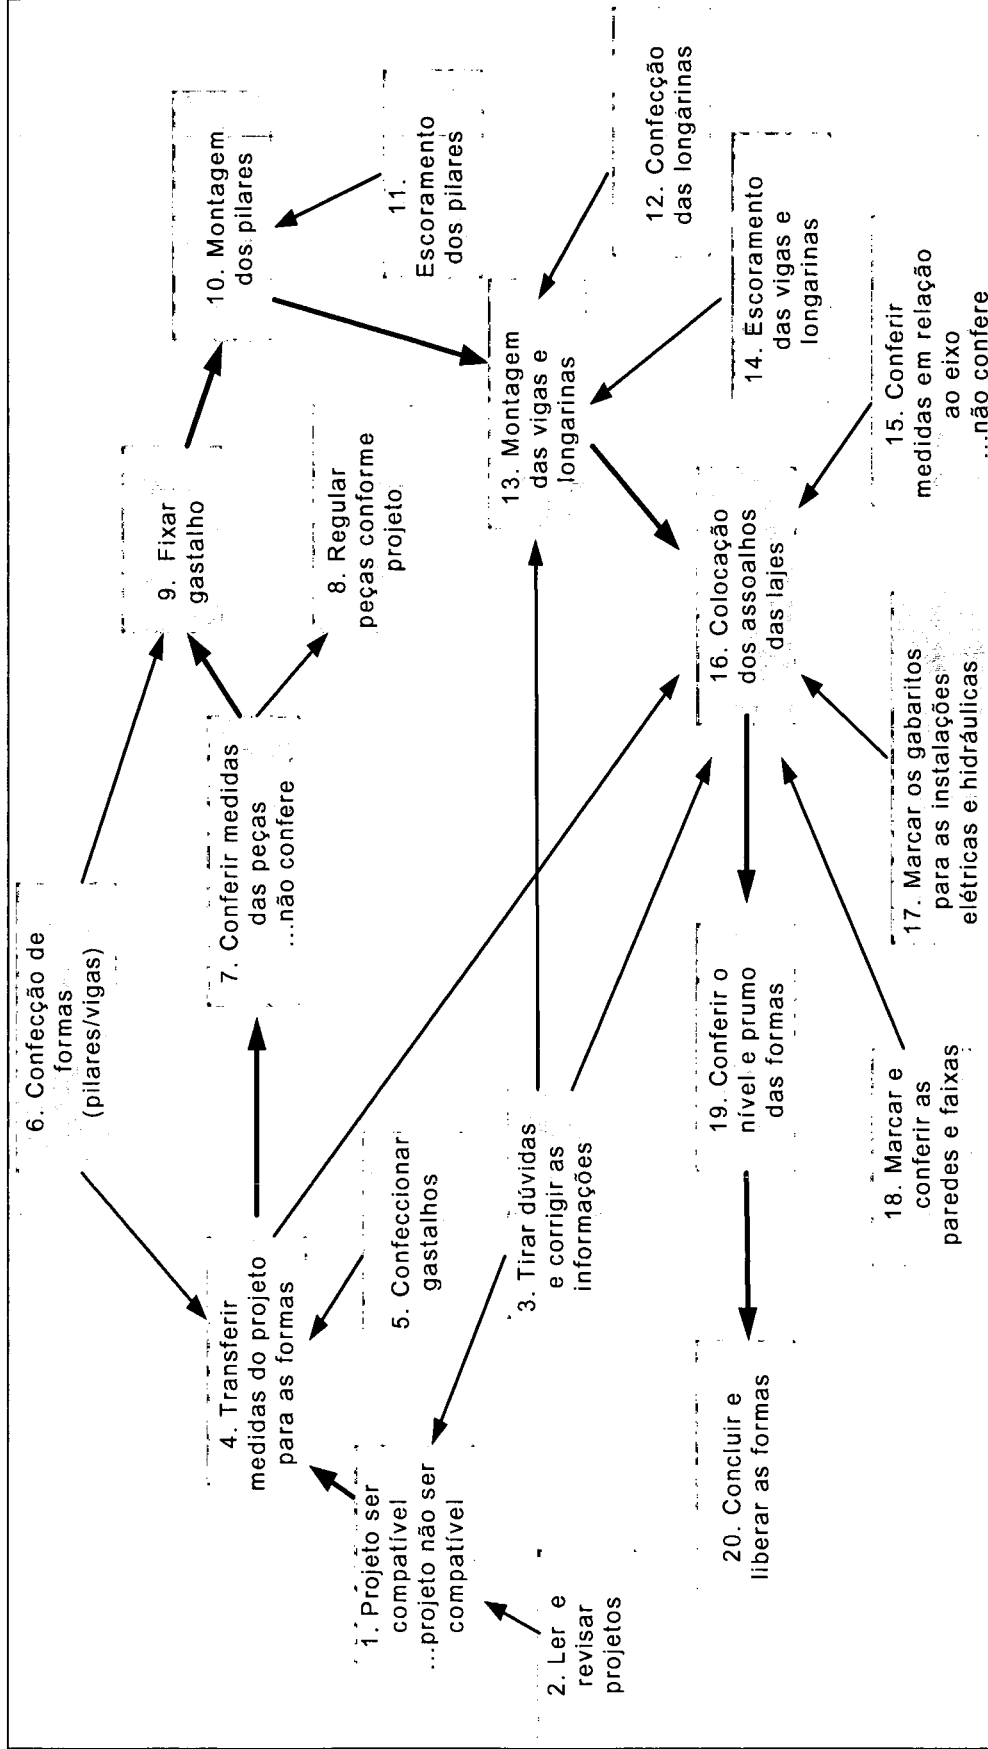 1. Projeto ser
compatível
...projeto não ser
compatível
2. Ler e
revisar
projetos
3. Tirar dúvidas
e corrigir as
informações
4. Transferir
medidas do projeto
para as formas
5. Confeccionar
gastalhos
6. Confecção de
formas
(pilares/vigas)
7. Conferir medidas
das peças
...não confere
8. Regular
peças conforme
projeto
9. Fixar
gastalho
10. Montagem
dos pilares
11.
Escoramento
dos pilares
12. Confecção
das longarinas
13. Montagem
das vigas e
longarinas
14. Escoramento
das vigas e
longarinas
15. Conferir
medidas em relação
ao eixo
...não confere
16. Colocação
dos assoalhos
das lajes
17. Marcar os gabaritos
para as instalações
elétricas e hidráulicas
18. Marcar e
conferir as
paredes e faixas
19. Conferir o
nível e prumo
das formas
20. Concluir e
liberar as formas